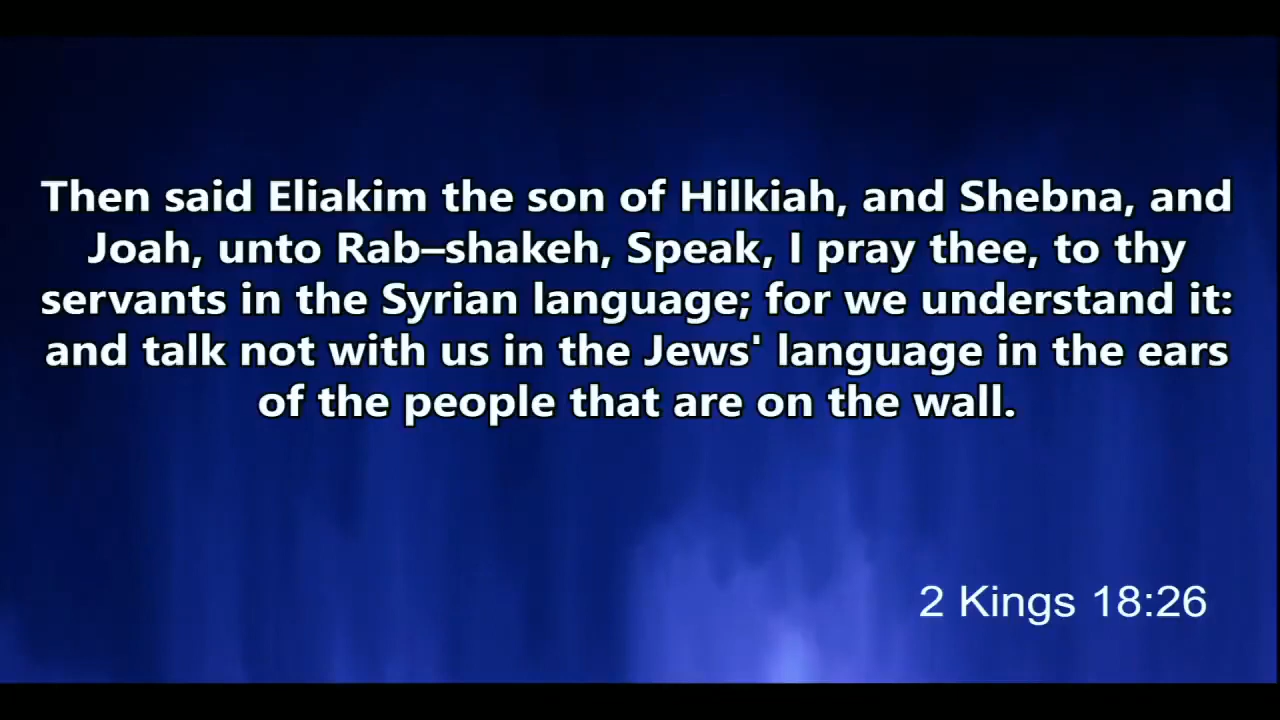 Then said Eliakim the son of Hilkiah, and Shebna, and
Joah, unto Rab–shakeh, Speak, I pray thee, to thy
servants in the Syrian language; for we understand it:
and talk not with us in the Jews' language in the ears
of the people that are on the wall.
2 Kings 18:26